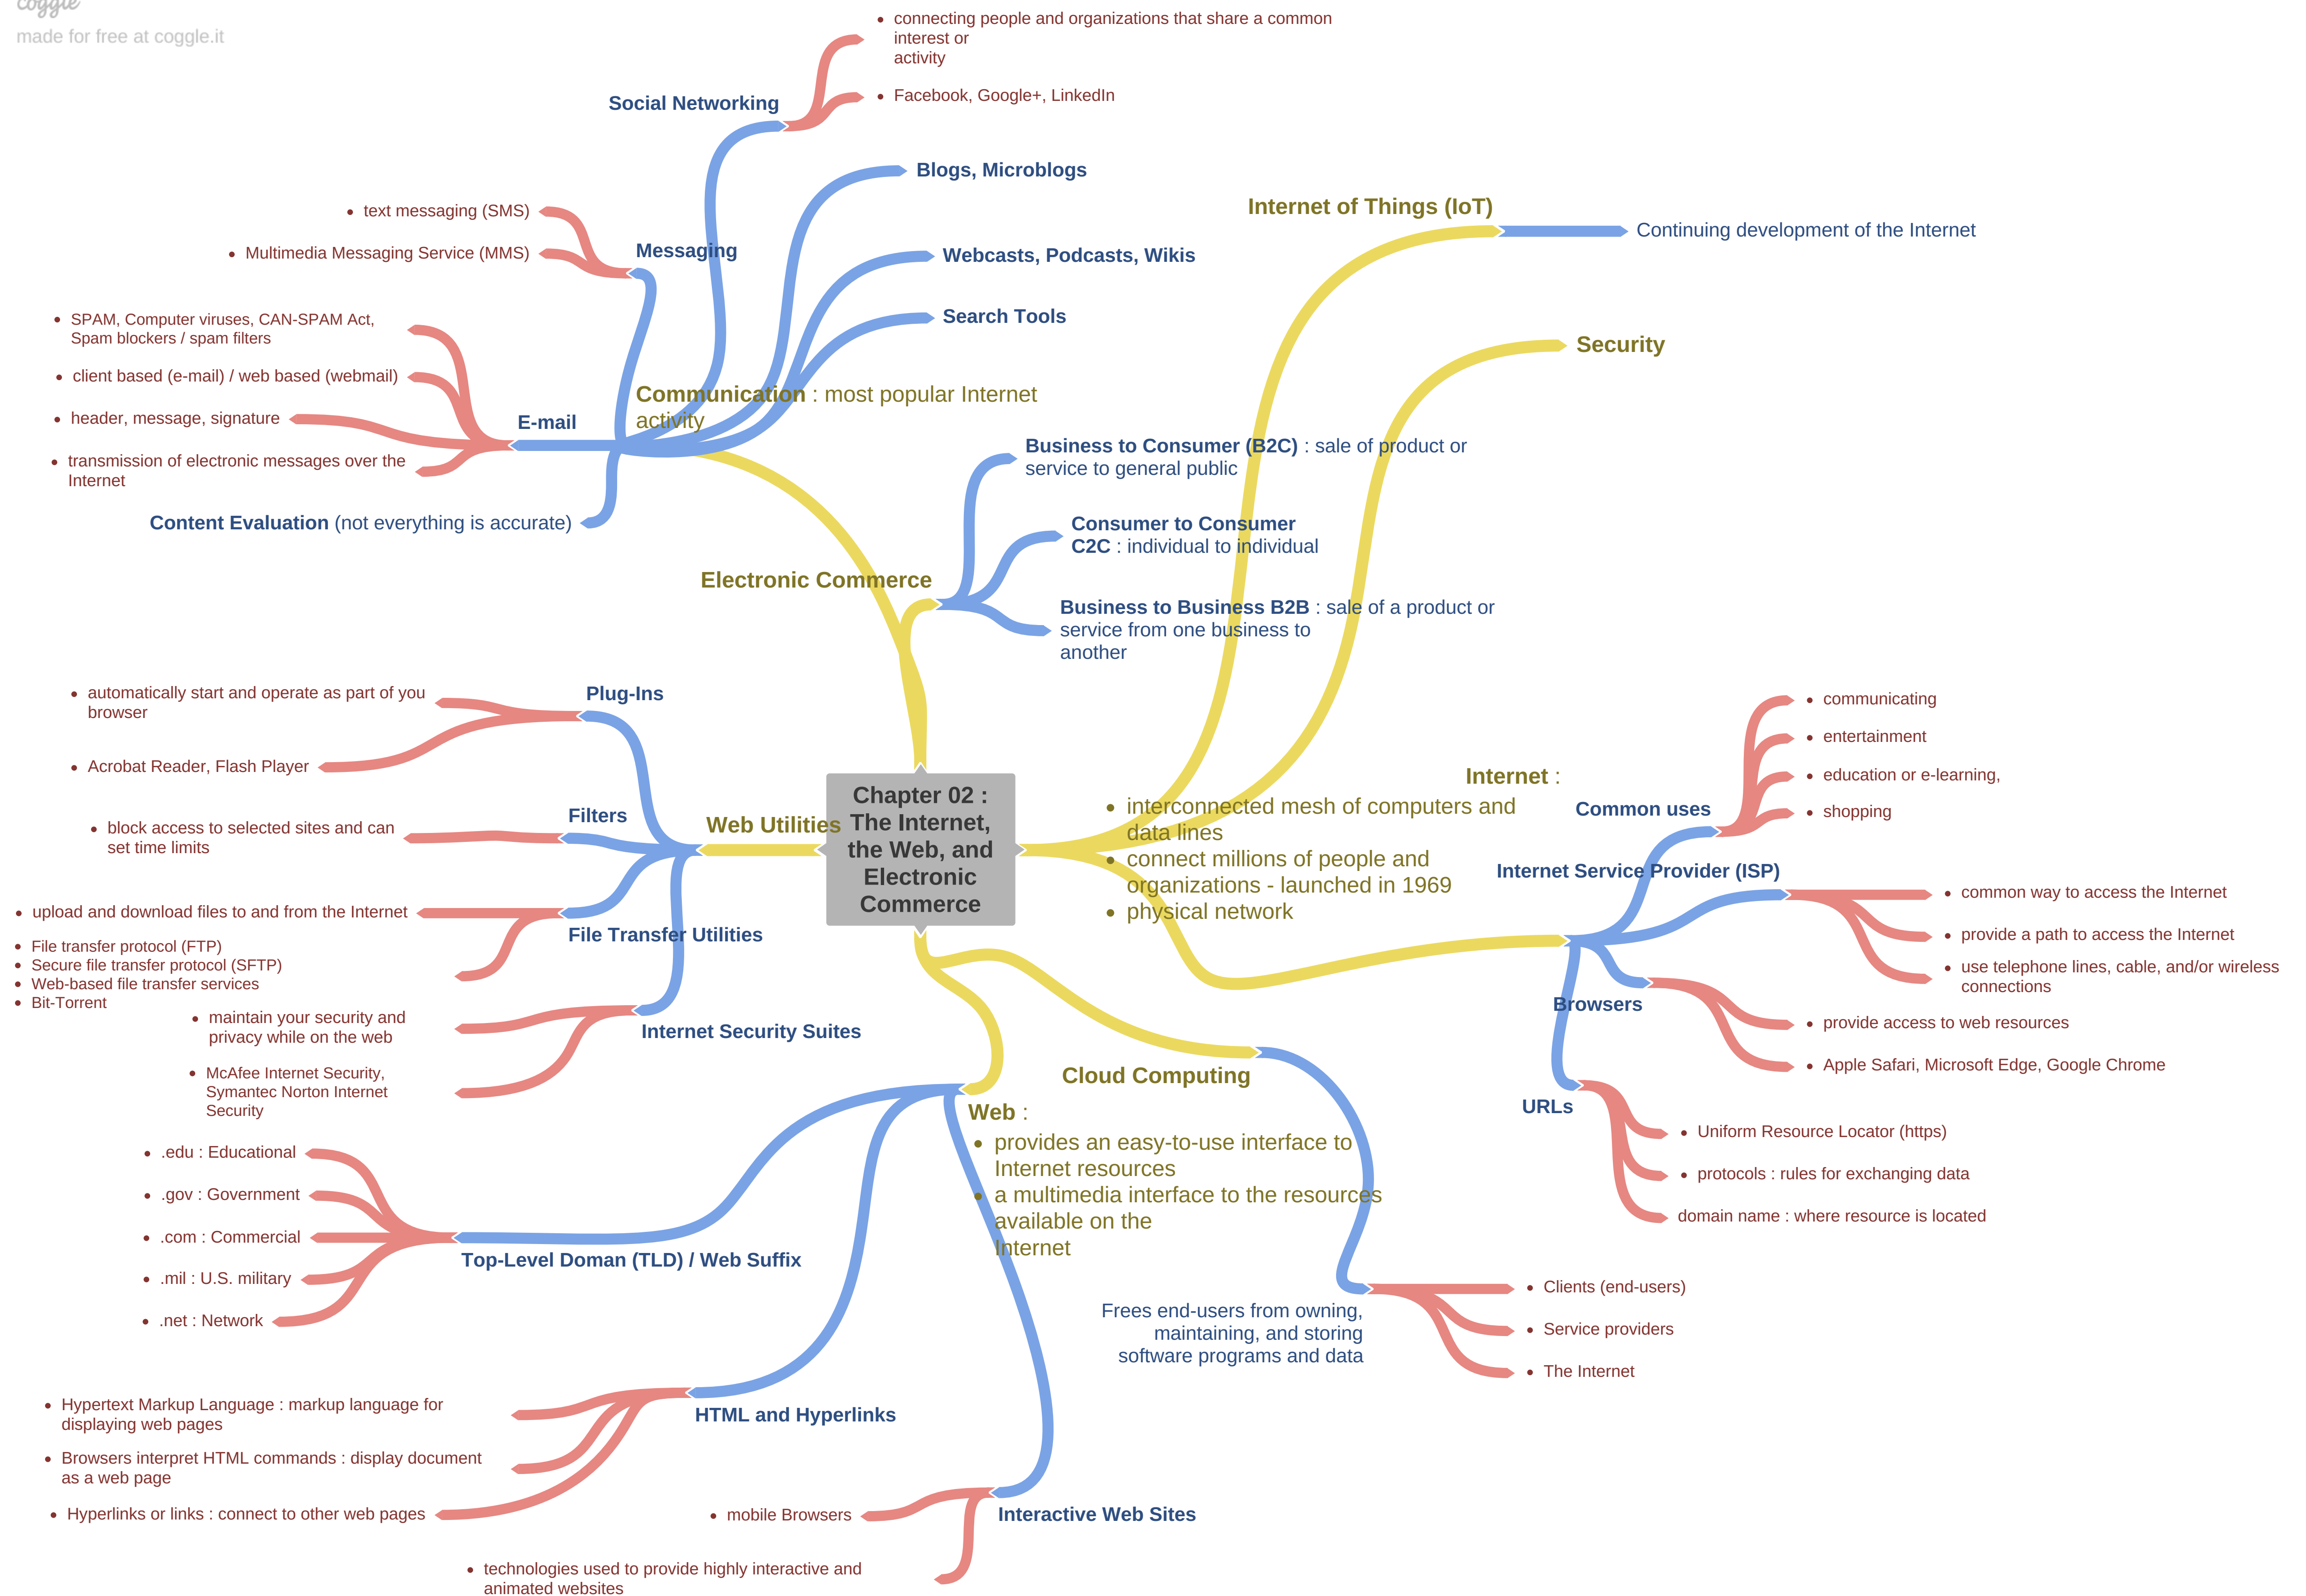 coggle
made for free at coggle.it
connecting people and organizations that share a common
interest or
activity
Facebook, Google+, LinkedIn
Social Networking
Blogs, Microblogs
Webcasts, Podcasts, Wikis
Search Tools
text messaging (SMS)
Multimedia Messaging Service (MMS)
Messaging
SPAM, Computer viruses, CAN-SPAM Act,
Spam blockers / spam filters
client based (e-mail) / web based (webmail)
header, message, signature
transmission of electronic messages over the
Internet
E-mail
Content Evaluation (not everything is accurate)
Communication : most popular Internet
activity
Internet of Things (IoT)
Continuing development of the Internet
Security
Business to Consumer (B2C) : sale of product or
service to general public
Consumer to Consumer
C2C : individual to individual
Business to Business B2B : sale of a product or
service from one business to
another
Electronic Commerce
automatically start and operate as part of you
browser
Acrobat Reader, Flash Player
Plug-Ins
block access to selected sites and can
set time limits
Filters
Web Utilities
upload and download files to and from the Internet
File transfer protocol (FTP)
Secure file transfer protocol (SFTP)
Web-based file transfer services
Bit-Torrent
File Transfer Utilities
maintain your security and
privacy while on the web
McAfee Internet Security,
Symantec Norton Internet
Security
Internet Security Suites
Chapter 02 :
The Internet,
the Web, and
Electronic
Commerce
Internet :
interconnected mesh of computers and
data lines
connect millions of people and
organizations - launched in 1969
physical network
Common uses
communicating
entertainment
education or e-learning,
shopping
Internet Service Provider (ISP)
common way to access the Internet
provide a path to access the Internet
use telephone lines, cable, and/or wireless
connections
Browsers
provide access to web resources
Apple Safari, Microsoft Edge, Google Chrome
URLs
Uniform Resource Locator (https)
protocols : rules for exchanging data
domain name : where resource is located
Cloud Computing
Frees end-users from owning,
maintaining, and storing
software programs and data
Clients (end-users)
Service providers
The Internet
Web :
provides an easy-to-use interface to
Internet resources
a multimedia interface to the resources
available on the
Internet
.edu : Educational
.gov : Government
.com : Commercial
.mil : U.S. military
.net : Network
Top-Level Doman (TLD) / Web Suffix
Hypertext Markup Language : markup language for
displaying web pages
Browsers interpret HTML commands : display document
as a web page
Hyperlinks or links : connect to other web pages
HTML and Hyperlinks
mobile Browsers
technologies used to provide highly interactive and
animated websites
Interactive Web Sites